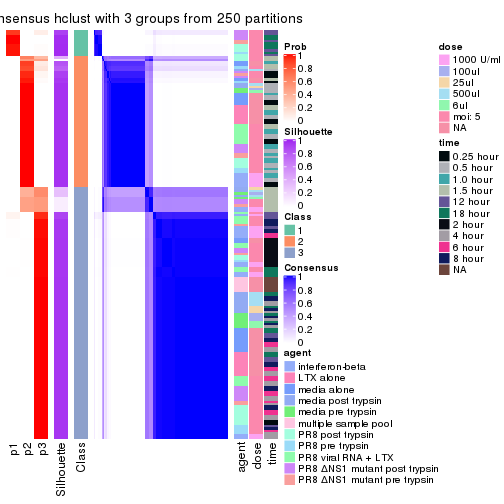 nsensus hclust with 3 groups from 250 partitions
Prob
1
0.8
0.6
0.4
0.2
0
Silhouette
1
0.8
0.6
0.4
0.2
0
Class
1
2
3
Consensus
1
0.8
0.6
0.4
0.2
0
agent
interferon-beta
LTX alone
media alone
media post trypsin
media pre trypsin
multiple sample pool
PR8 post trypsin
PR8 pre trypsin
PR8 viral RNA + LTX
PR8 ΔNS1 mutant post trypsin
PR8 ΔNS1 mutant pre trypsin
dose
1000 U/ml
100ul
25ul
500ul
6ul
moi: 5
NA
time
0.25 hour
0.5 hour
1.0 hour
1.5 hour
12 hour
18 hour
2 hour
4 hour
6 hour
8 hour
NA
p1
p2
p3
Silhouette
Class
agent
dose
time